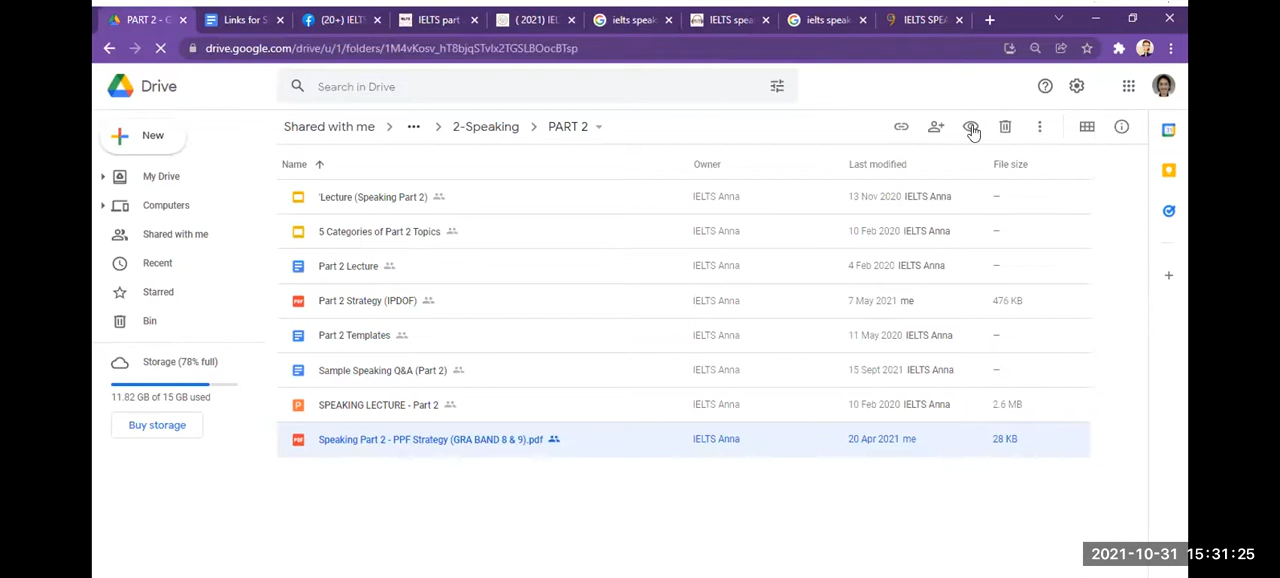 PART 2 - G
Links for S
(20+) IELTS
IELTS part
( 2021) IEL
ielts speak
IELTS spea
ielts speak
IELTS SPEA
drive.google.com/drive/u/1/folders/1M4vKosv_hT8bjqSTvIx2TGSLBOocBTsp
Drive
Search in Drive
New
Shared with me > ... > 2-Speaking > PART 2
My Drive
Computers
Shared with me
Recent
Starred
Bin
Storage (78% full)
11.82 GB of 15 GB used
Buy storage
Name Owner Last modified File size
'Lecture (Speaking Part 2) IELTS Anna 13 Nov 2020 IELTS Anna –
5 Categories of Part 2 Topics IELTS Anna 10 Feb 2020 IELTS Anna –
Part 2 Lecture IELTS Anna 4 Feb 2020 IELTS Anna –
PDF Part 2 Strategy (IPDOF) IELTS Anna 7 May 2021 me 476 KB
Part 2 Templates IELTS Anna 11 May 2020 IELTS Anna –
Sample Speaking Q&A (Part 2) IELTS Anna 15 Sept 2021 IELTS Anna –
P SPEAKING LECTURE - Part 2 IELTS Anna 10 Feb 2020 IELTS Anna 2.6 MB
PDF Speaking Part 2 - PPF Strategy (GRA BAND 8 & 9).pdf IELTS Anna 20 Apr 2021 me 28 KB
2021-10-31 15:31:25